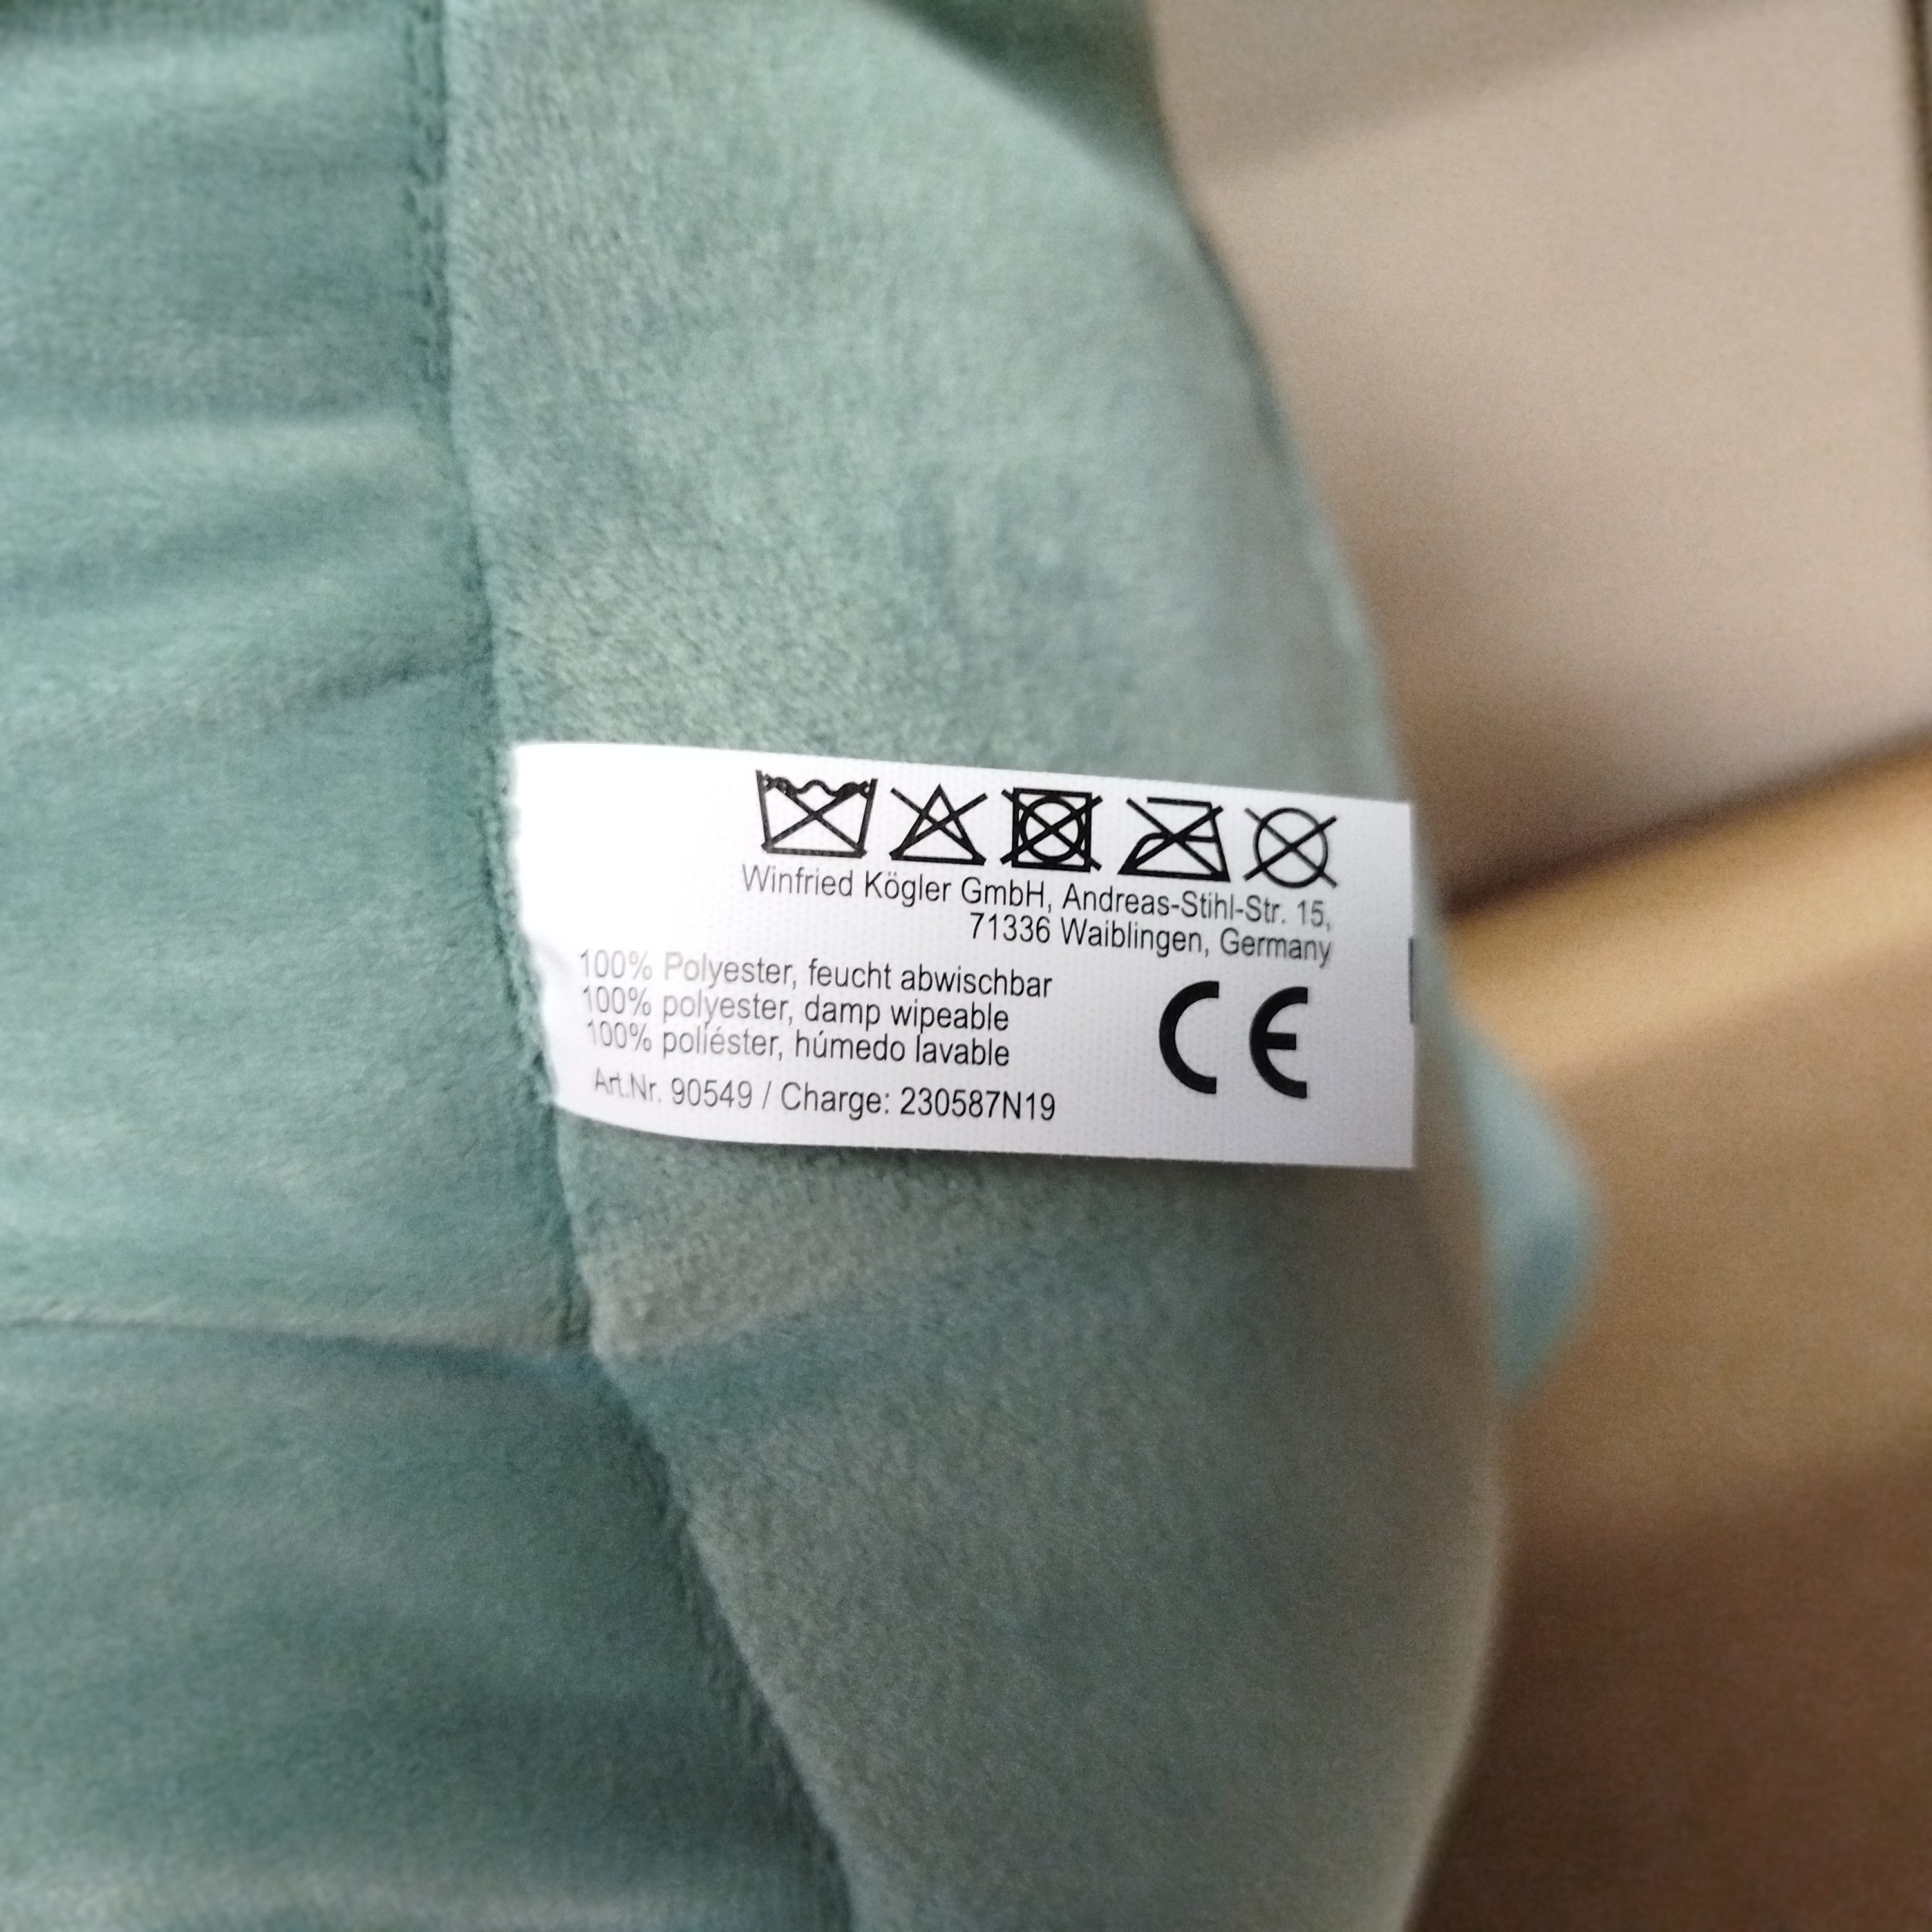 Winfried Kögler GmbH, Andreas-Stihl-Str. 15,
71336 Waiblingen, Germany
100% Polyester, feucht abwischbar
100% polyester, damp wipeable
100% poliéster, húmedo lavable
Art.Nr. 90549 / Charge: 230587N19
CE